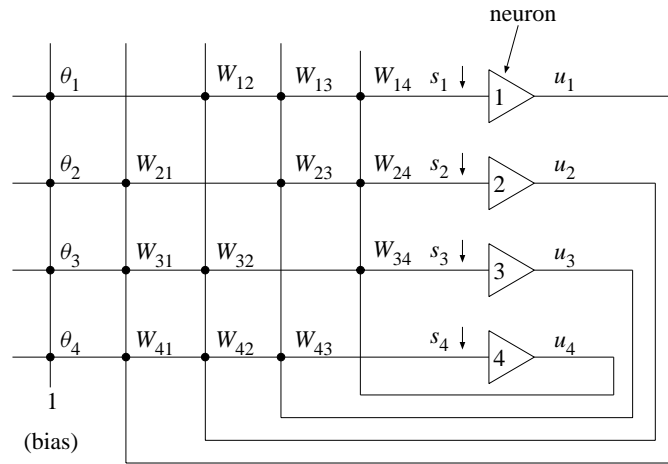 neuron
θ₁ W₁₂ W₁₃ W₁₄ s₁ 1 u₁
θ₂ W₂₁ W₂₃ W₂₄ s₂ 2 u₂
θ₃ W₃₁ W₃₂ W₃₄ s₃ 3 u₃
θ₄ W₄₁ W₄₂ W₄₃ s₄ 4 u₄
1
(bias)